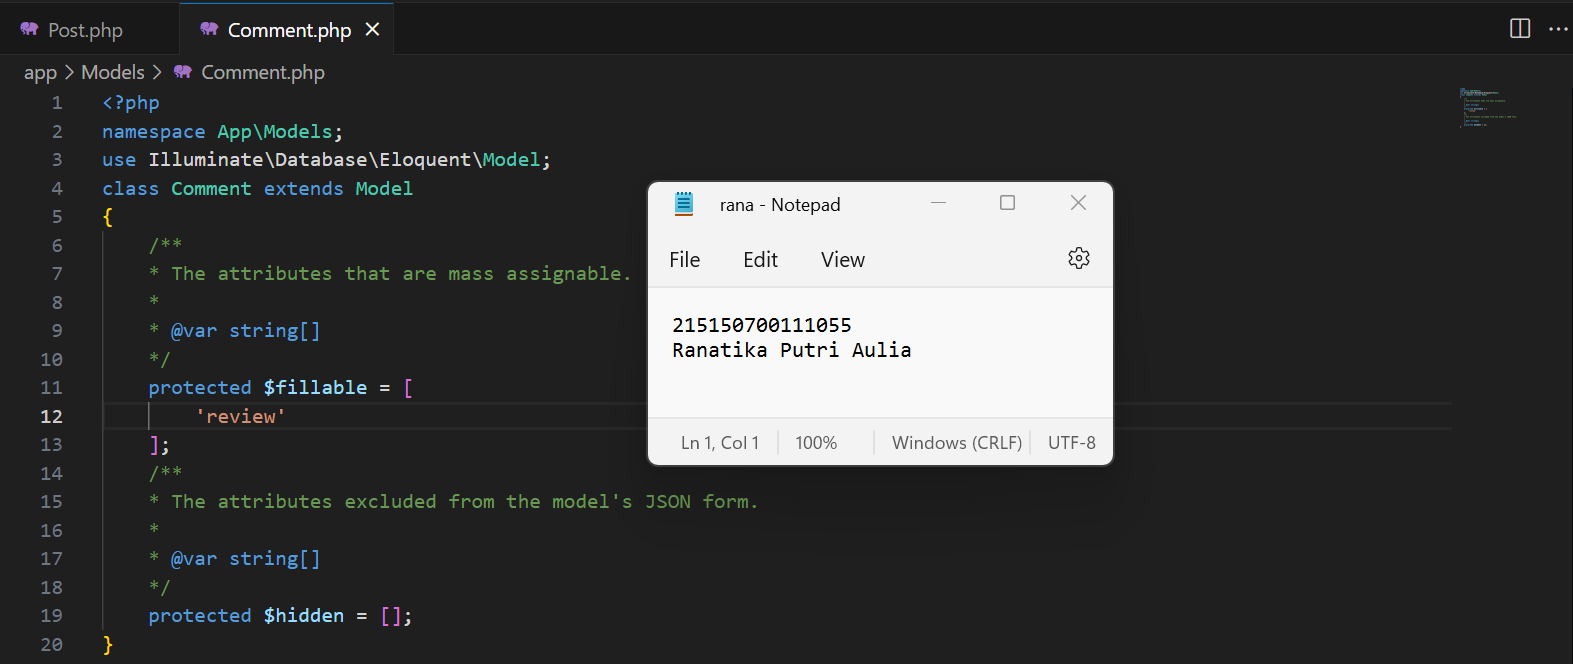 Post.php
Comment.php
app > Models > Comment.php
1 <?php
2 namespace App\Models;
3 use Illuminate\Database\Eloquent\Model;
4 class Comment extends Model
5 {
6 /**
7 * The attributes that are mass assignable.
8 *
9 * @var string[]
10 */
11 protected $fillable = [
12 'review'
13 ];
14 /**
15 * The attributes excluded from the model's JSON form.
16 *
17 * @var string[]
18 */
19 protected $hidden = [];
20 }
rana - Notepad
File Edit View
215150700111055
Ranatika Putri Aulia
Ln 1, Col 1 100% Windows (CRLF) UTF-8